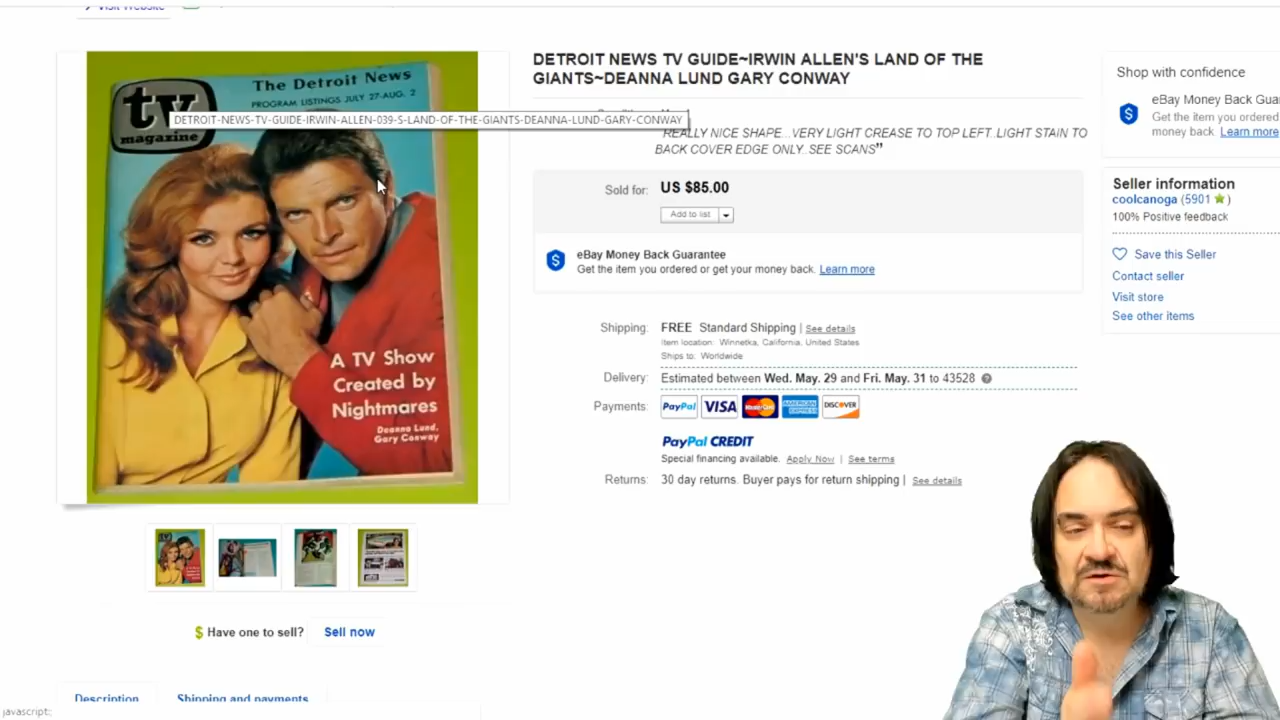 Visit Website
DETROIT NEWS TV GUIDE~IRWIN ALLEN'S LAND OF THE
GIANTS~DEANNA LUND GARY CONWAY
The Detroit News
PROGRAM LISTINGS JULY 27-AUG. 2
tv
magazine
DETROIT-NEWS-TV-GUIDE-IRWIN-ALLEN-039-S-LAND-OF-THE-GIANTS-DEANNA-LUND-GARY-CONWAY
A TV Show
Created by
Nightmares
Deanna Lund,
Gary Conway
REALLY NICE SHAPE...VERY LIGHT CREASE TO TOP LEFT..LIGHT STAIN TO
BACK COVER EDGE ONLY..SEE SCANS”
Sold for: US $85.00
Add to list
eBay Money Back Guarantee
Get the item you ordered or get your money back. Learn more
Shipping: FREE Standard Shipping | See details
Item location: Winnetka, California, United States
Ships to: Worldwide
Delivery: Estimated between Wed. May. 29 and Fri. May. 31 to 43528
Payments: PayPal VISA MasterCard AMERICAN EXPRESS DISCOVER
PayPal CREDIT
Special financing available. Apply Now | See terms
Returns: 30 day returns. Buyer pays for return shipping | See details
Shop with confidence
eBay Money Back Gua
Get the item you ordered
money back. Learn more
Seller information
coolcanoga (5901 )
100% Positive feedback
Save this Seller
Contact seller
Visit store
See other items
$ Have one to sell? Sell now
Description Shipping and payments
javascript:;